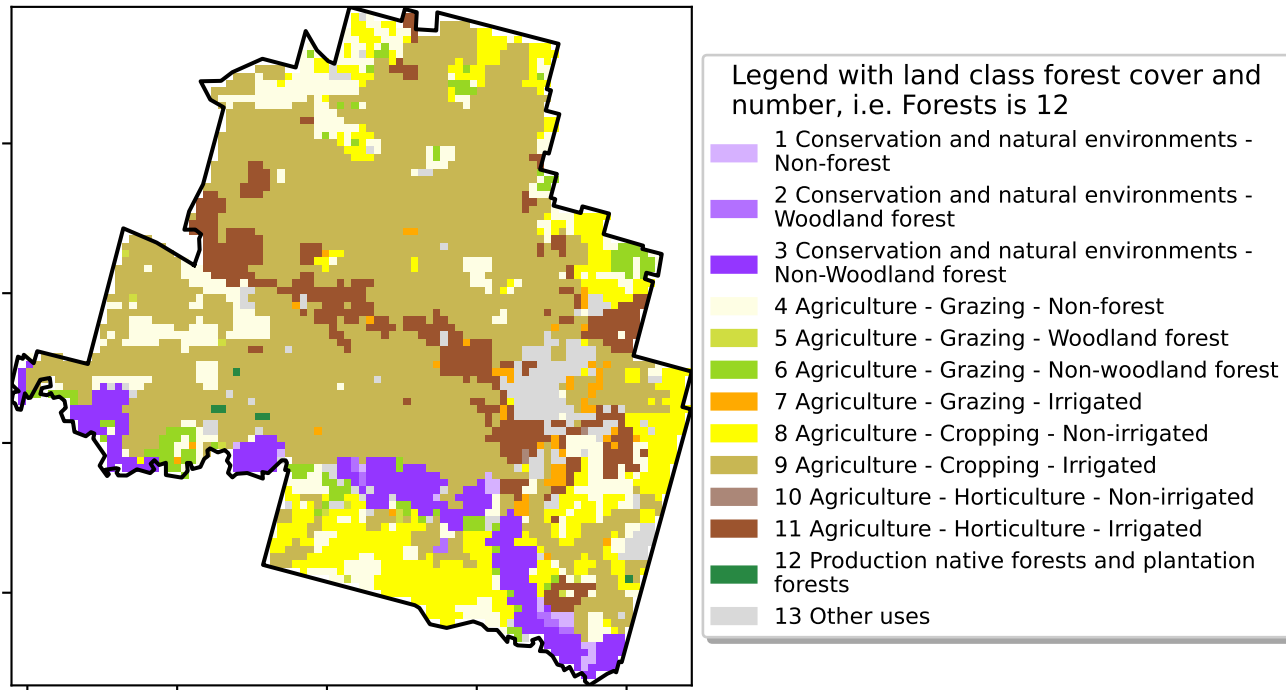 Legend with land class forest cover and
number, i.e. Forests is 12
1 Conservation and natural environments -
Non-forest
2 Conservation and natural environments -
Woodland forest
3 Conservation and natural environments -
Non-Woodland forest
4 Agriculture - Grazing - Non-forest
5 Agriculture - Grazing - Woodland forest
6 Agriculture - Grazing - Non-woodland forest
7 Agriculture - Grazing - Irrigated
8 Agriculture - Cropping - Non-irrigated
9 Agriculture - Cropping - Irrigated
10 Agriculture - Horticulture - Non-irrigated
11 Agriculture - Horticulture - Irrigated
12 Production native forests and plantation
forests
13 Other uses